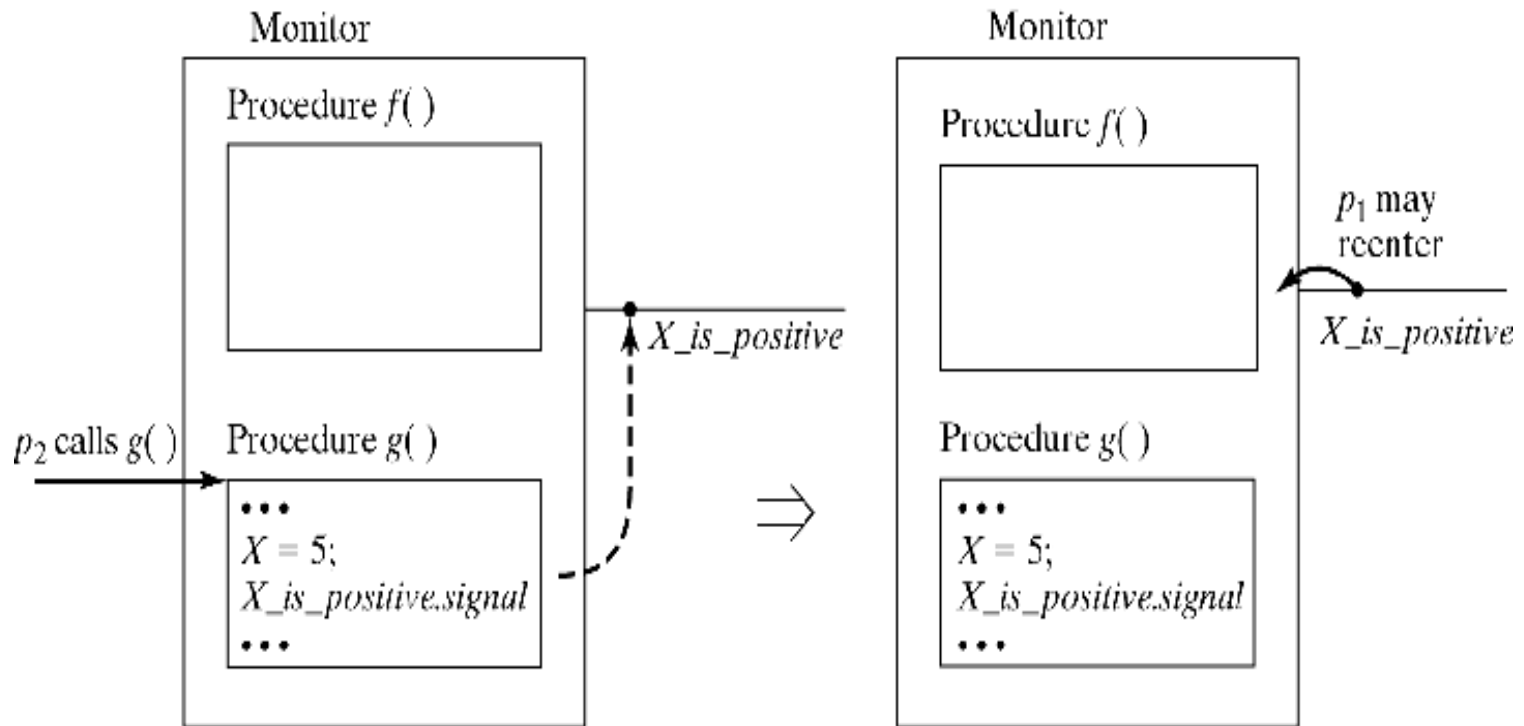 Monitor
Procedure f( )
X_is_positive
p2 calls g( )
Procedure g( )
•••
X = 5;
X_is_positive.signal
•••
⇒
Monitor
Procedure f( )
p1 may
reenter
X_is_positive
Procedure g( )
•••
X = 5;
X_is_positive.signal
•••